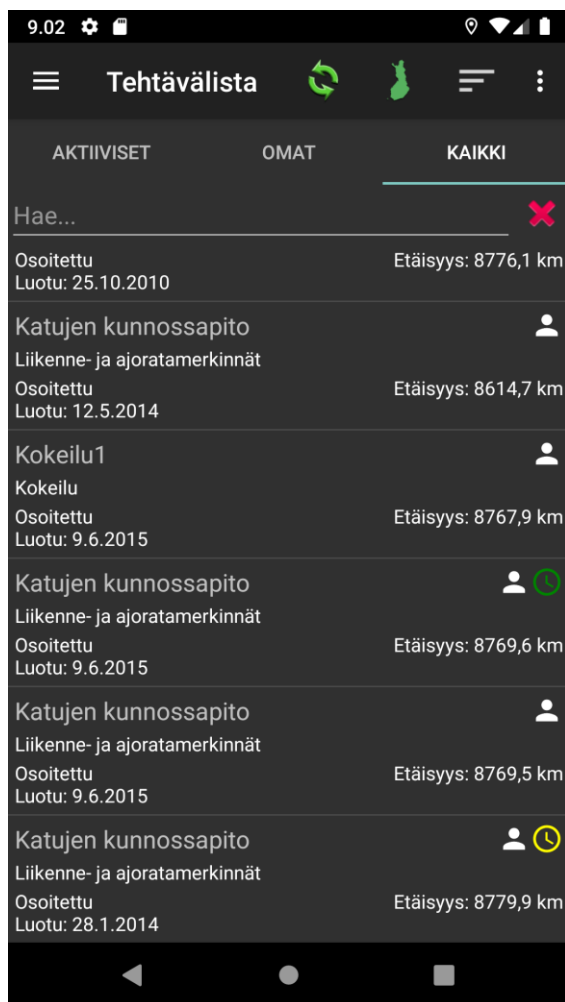 9.02
Tehtävälista
AKTIIVISET OMAT KAIKKI
Hae...
Osoitettu Etäisyys: 8776,1 km
Luotu: 25.10.2010
Katujen kunnossapito
Liikenne- ja ajoratamerkinnät
Osoitettu Etäisyys: 8614,7 km
Luotu: 12.5.2014
Kokeilu1
Kokeilu
Osoitettu Etäisyys: 8767,9 km
Luotu: 9.6.2015
Katujen kunnossapito
Liikenne- ja ajoratamerkinnät
Osoitettu Etäisyys: 8769,6 km
Luotu: 9.6.2015
Katujen kunnossapito
Liikenne- ja ajoratamerkinnät
Osoitettu Etäisyys: 8769,5 km
Luotu: 9.6.2015
Katujen kunnossapito
Liikenne- ja ajoratamerkinnät
Osoitettu Etäisyys: 8779,9 km
Luotu: 28.1.2014